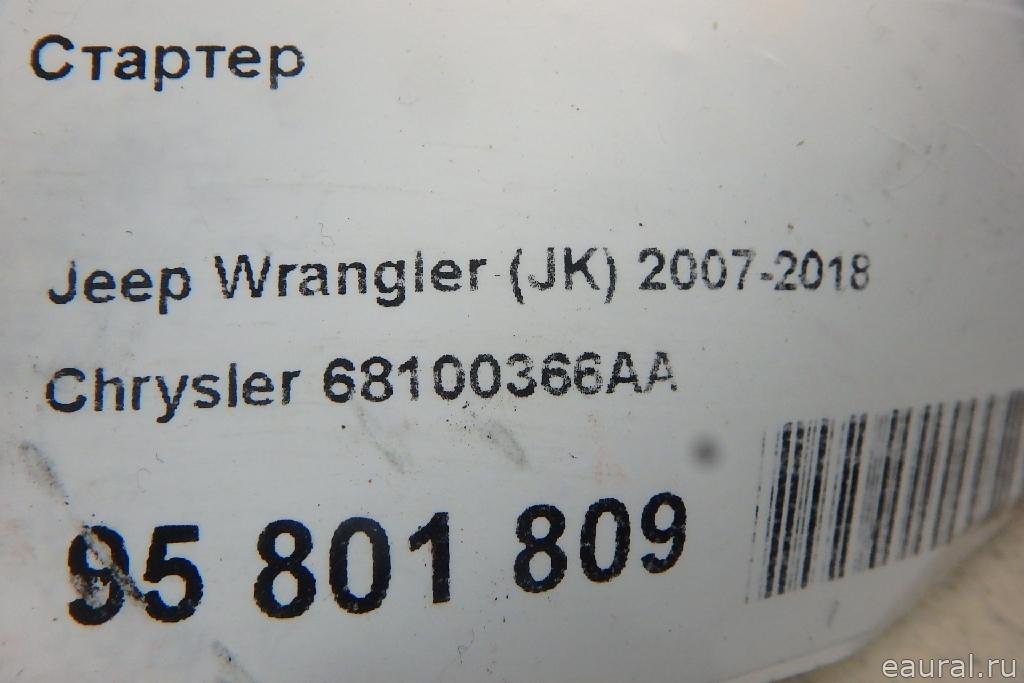 Стартер
Jeep Wrangler (JK) 2007-2018
Chrysler 68100366AA
95 801 809
eaural.ru